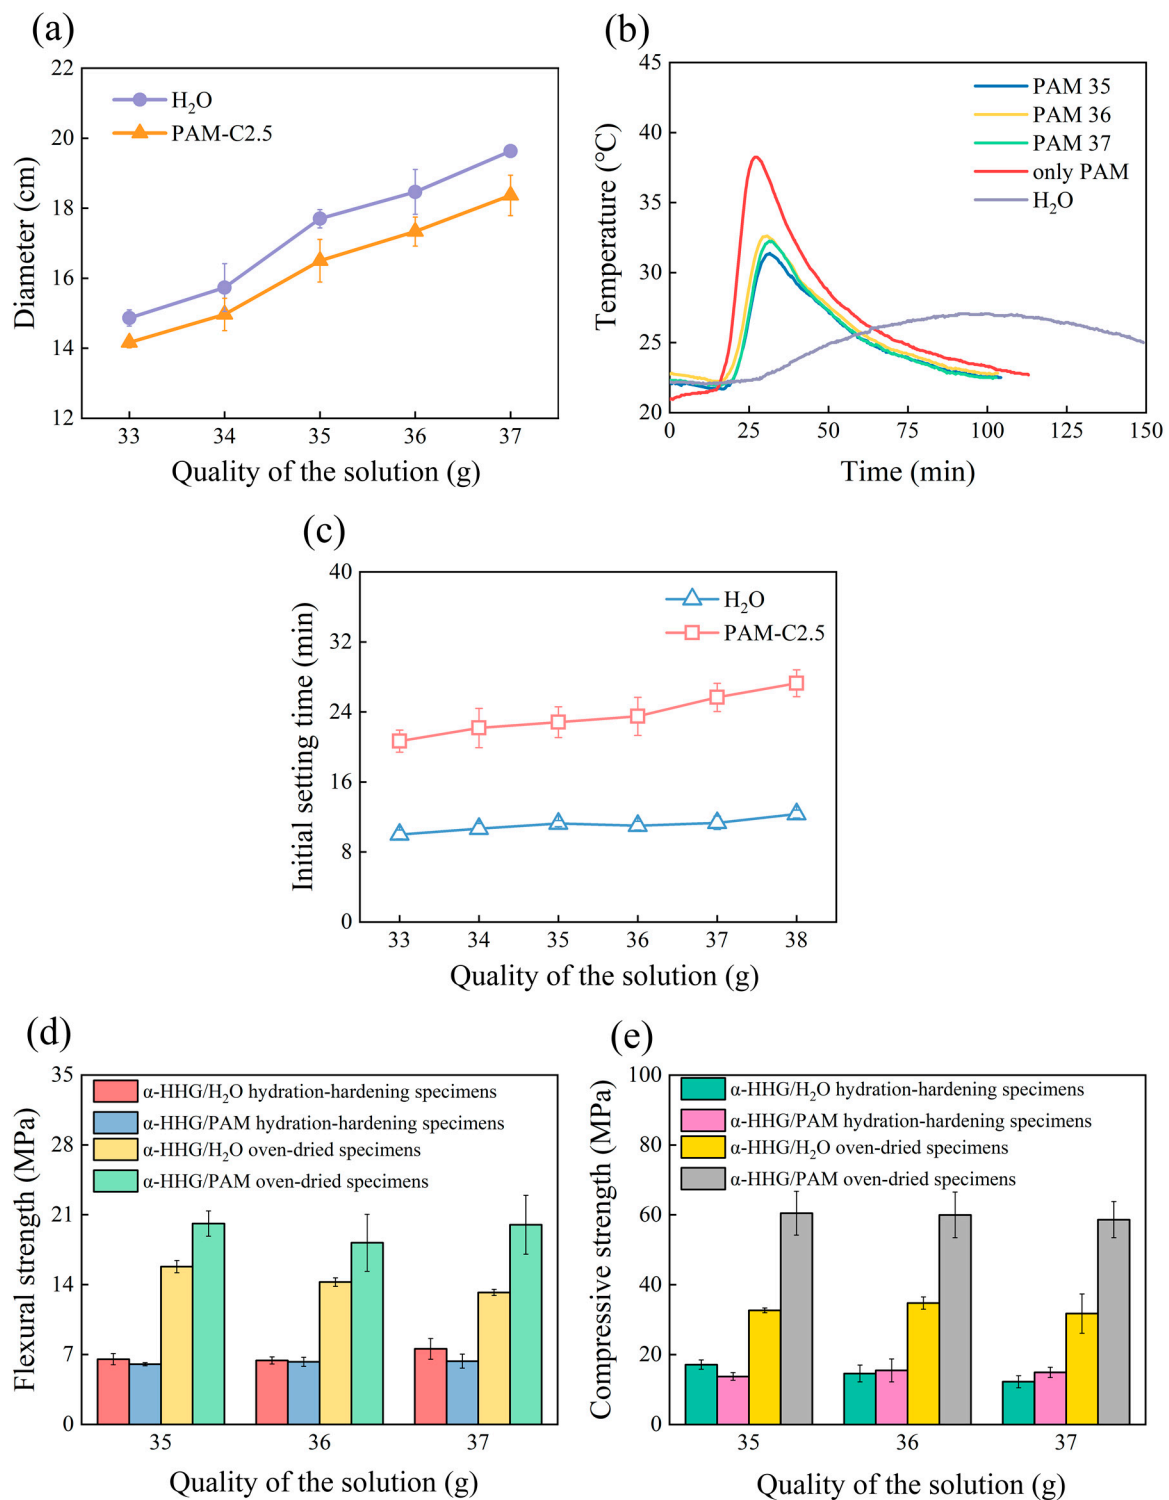 (a)
22
20
18
16
14
12
Diameter (cm)
H₂O
PAM-C2.5
33 34 35 36 37
Quality of the solution (g)
(b)
45
40
35
30
25
20
Temperature (°C)
PAM 35
PAM 36
PAM 37
only PAM
H₂O
0 25 50 75 100 125 150
Time (min)
(c)
40
32
24
16
8
0
Initial setting time (min)
H₂O
PAM-C2.5
33 34 35 36 37 38
Quality of the solution (g)
(d)
35
28
21
14
7
0
Flexural strength (MPa)
α-HHG/H₂O hydration-hardening specimens
α-HHG/PAM hydration-hardening specimens
α-HHG/H₂O oven-dried specimens
α-HHG/PAM oven-dried specimens
35 36 37
Quality of the solution (g)
(e)
100
80
60
40
20
0
Compressive strength (MPa)
α-HHG/H₂O hydration-hardening specimens
α-HHG/PAM hydration-hardening specimens
α-HHG/H₂O oven-dried specimens
α-HHG/PAM oven-dried specimens
35 36 37
Quality of the solution (g)